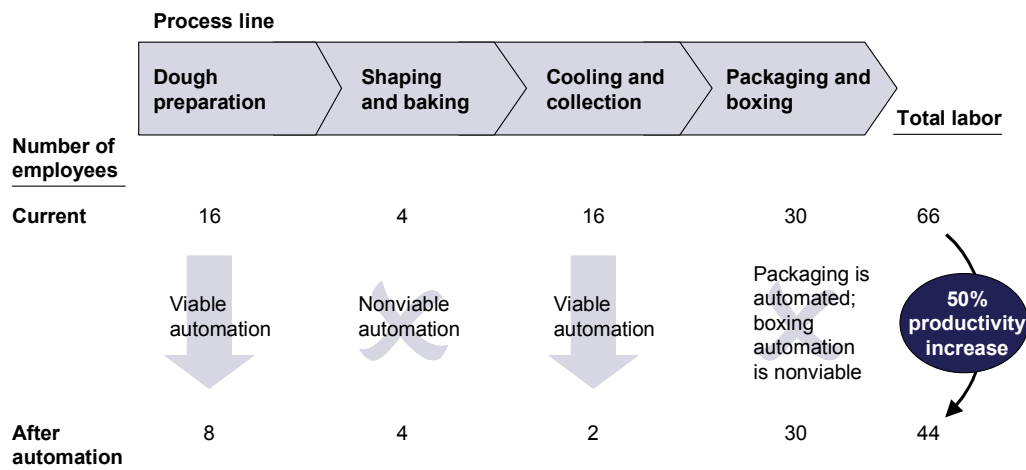 Process line
Dough
preparation
Shaping
and baking
Cooling and
collection
Packaging and
boxing
Total labor
Number of
employees
Current
16
4
16
30
66
Viable
automation
Nonviable
automation
Viable
automation
Packaging is
automated;
boxing
automation
is nonviable
50%
productivity
increase
After
automation
8
4
2
30
44